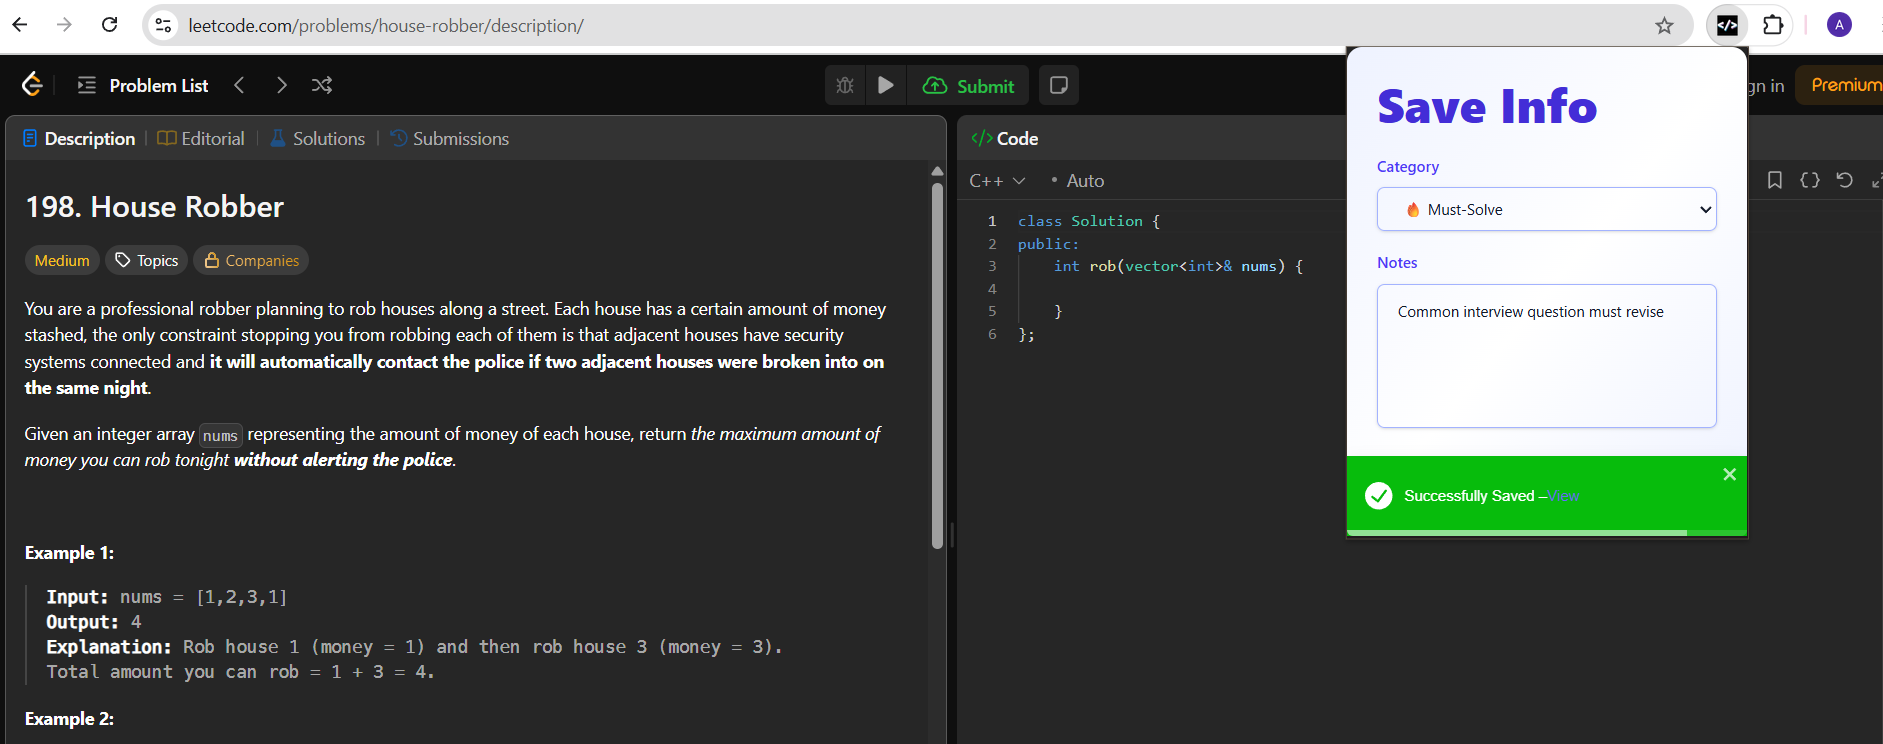 leetcode.com/problems/house-robber/description/
A
Problem List
Submit
gn in
Premium
Description
Editorial
Solutions
Submissions
198. House Robber
Medium
Topics
Companies
You are a professional robber planning to rob houses along a street. Each house has a certain amount of money
stashed, the only constraint stopping you from robbing each of them is that adjacent houses have security
systems connected and it will automatically contact the police if two adjacent houses were broken into on
the same night.
Given an integer array nums representing the amount of money of each house, return the maximum amount of
money you can rob tonight without alerting the police.
Example 1:
Input: nums = [1,2,3,1]
Output: 4
Explanation: Rob house 1 (money = 1) and then rob house 3 (money = 3).
Total amount you can rob = 1 + 3 = 4.
Example 2:
</> Code
C++
• Auto
1 class Solution {
2 public:
3 int rob(vector<int>& nums) {
4
5 }
6 };
Save Info
Category
🔥 Must-Solve
Notes
Common interview question must revise
Successfully Saved –View